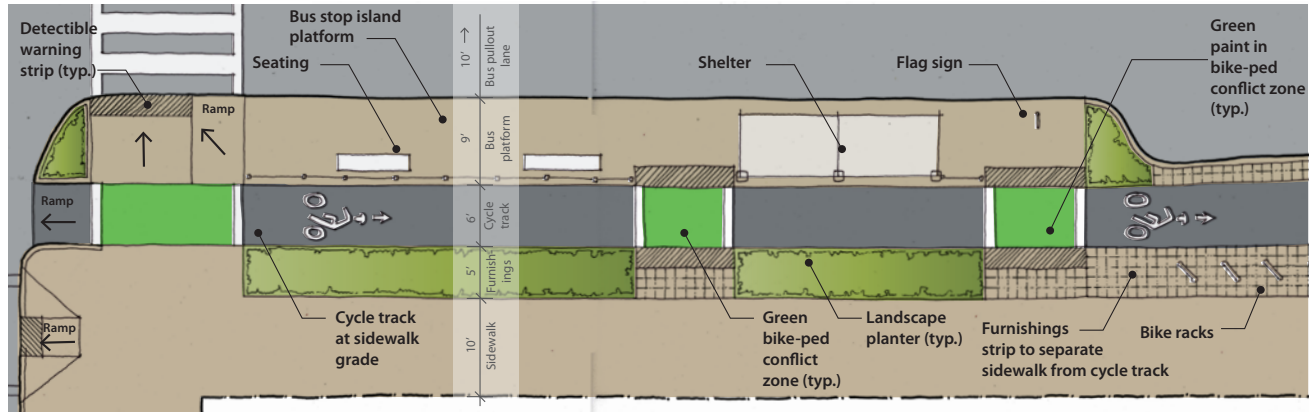 Detectible
warning
strip (typ.)
Ramp
Bus stop island
platform
Seating
10' →
Bus pullout
lane
9'
Bus
platform
6'
Cycle
track
5'
Furnish-
ings
10'
Sidewalk
Shelter
Flag sign
Green
paint in
bike-ped
conflict zone
(typ.)
Ramp
Ramp
Cycle track
at sidewalk
grade
Green
bike-ped
conflict
zone (typ.)
Landscape
planter (typ.)
Furnishings
strip to separate
sidewalk from cycle track
Bike racks